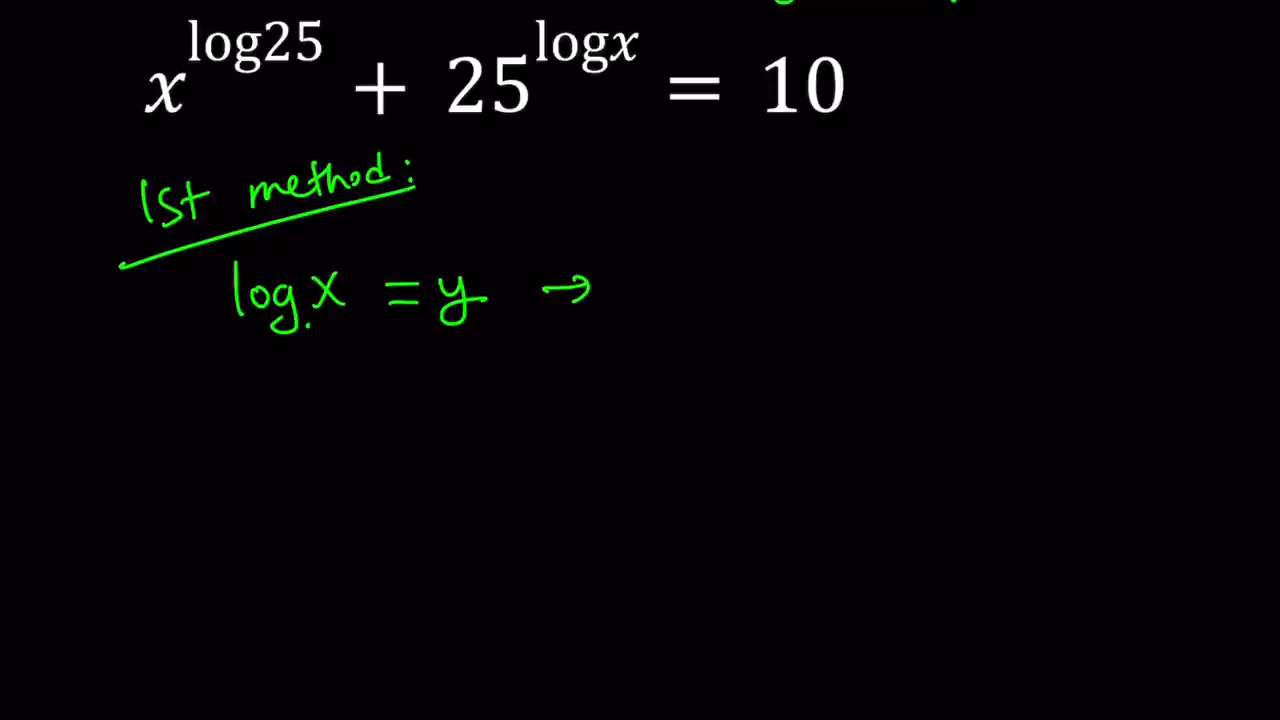 x^log25 + 25^logx = 10
1st method:
log x = y →